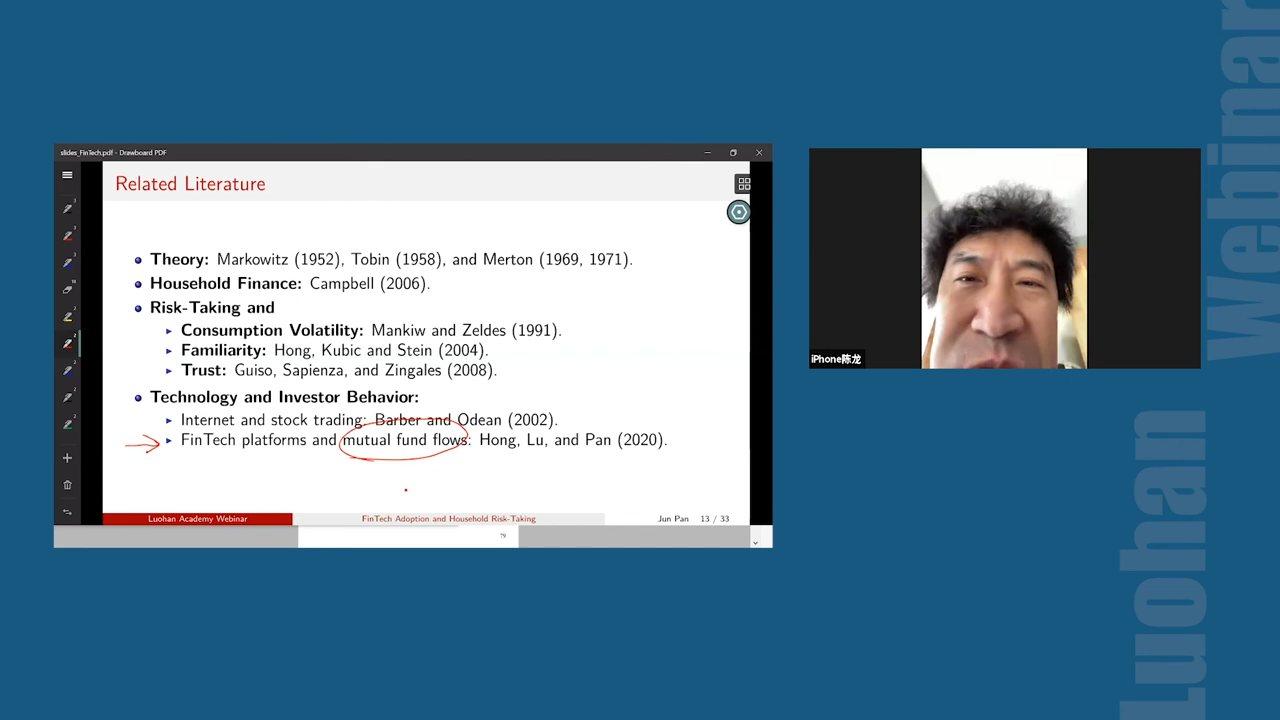 slides_FinTech.pdf - Drawboard PDF
Related Literature
Theory: Markowitz (1952), Tobin (1958), and Merton (1969, 1971).
Household Finance: Campbell (2006).
Risk-Taking and
Consumption Volatility: Mankiw and Zeldes (1991).
Familiarity: Hong, Kubic and Stein (2004).
Trust: Guiso, Sapienza, and Zingales (2008).
Technology and Investor Behavior:
Internet and stock trading: Barber and Odean (2002).
FinTech platforms and mutual fund flows: Hong, Lu, and Pan (2020).
Luohan Academy Webinar
FinTech Adoption and Household Risk-Taking
Jun Pan 13 / 33
79
iPhone陈龙
Luohan Webinar